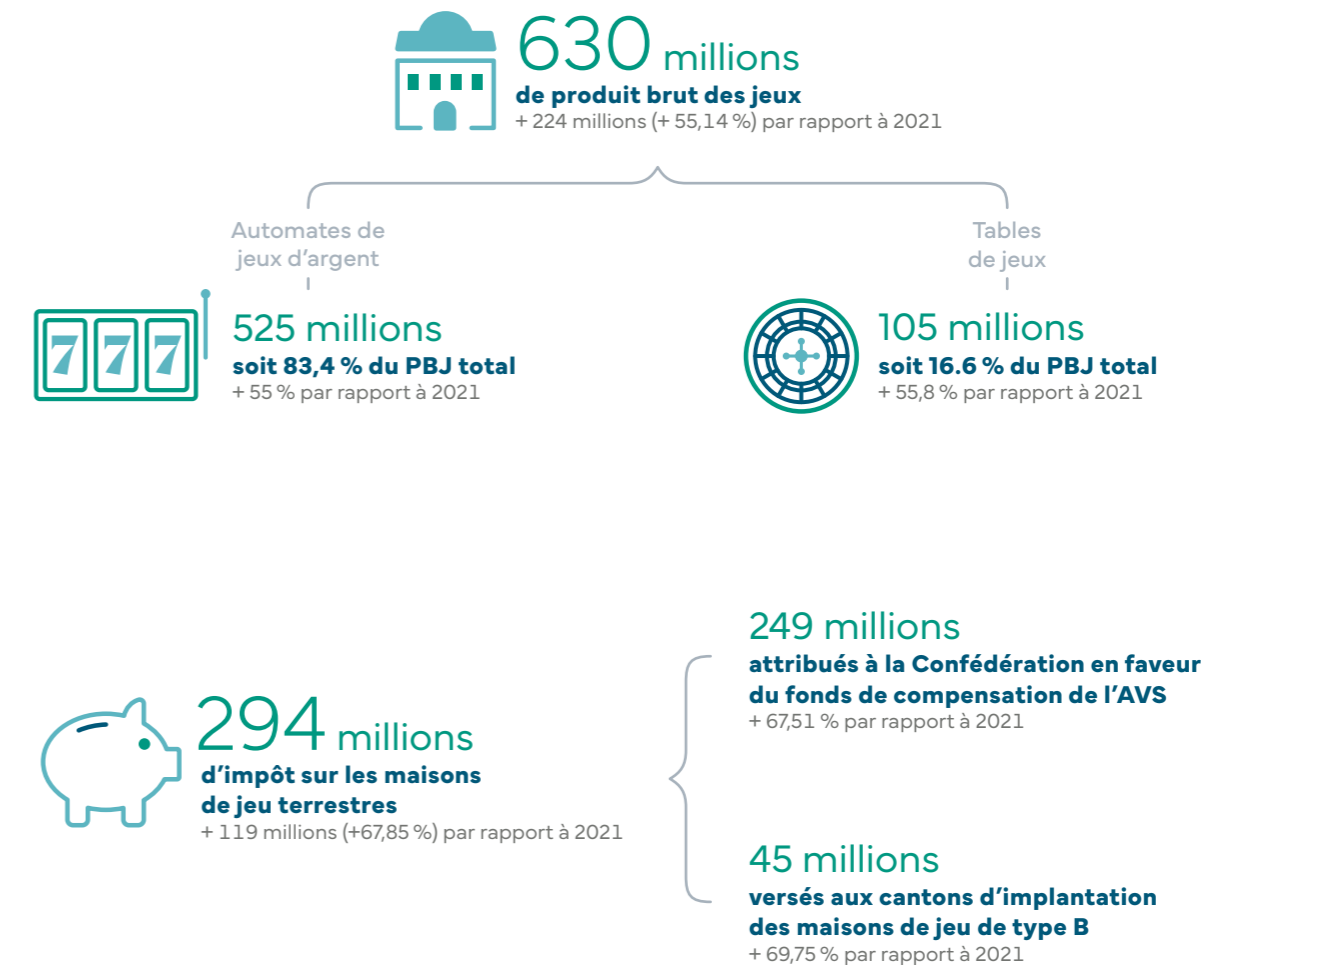 630 millions
de produit brut des jeux
+ 224 millions (+ 55,14 %) par rapport à 2021
Automates de
jeux d’argent
777
525 millions
soit 83,4 % du PBJ total
+ 55 % par rapport à 2021
Tables
de jeux
105 millions
soit 16.6 % du PBJ total
+ 55,8 % par rapport à 2021
294 millions
d’impôt sur les maisons
de jeu terrestres
+ 119 millions (+67,85 %) par rapport à 2021
249 millions
attribués à la Confédération en faveur
du fonds de compensation de l’AVS
+ 67,51 % par rapport à 2021
45 millions
versés aux cantons d’implantation
des maisons de jeu de type B
+ 69,75 % par rapport à 2021